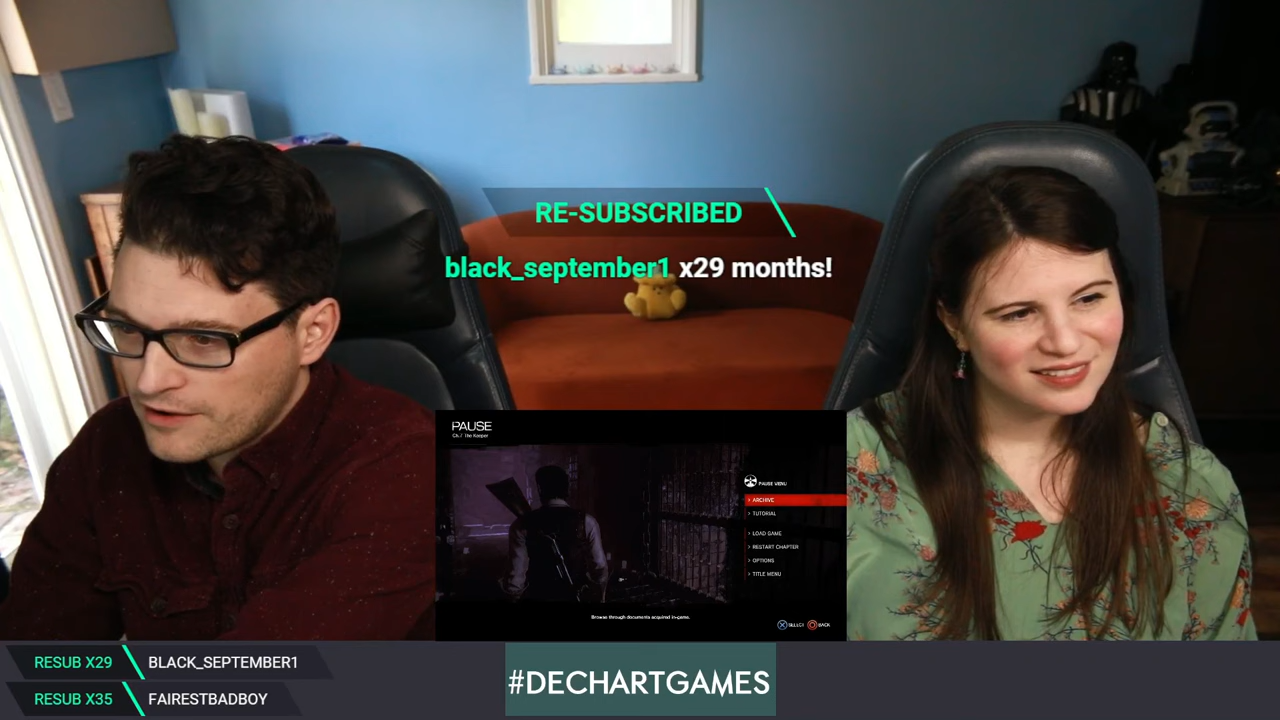 RE-SUBSCRIBED
black_september1 x29 months!
PAUSE
Ch.7 The Keeper
PAUSE MENU
> ARCHIVE
> TUTORIAL
> LOAD GAME
> RESTART CHAPTER
> OPTIONS
> TITLE MENU
Browse through documents acquired in-game.
SELECT BACK
RESUB X29 BLACK_SEPTEMBER1
RESUB X35 FAIRESTBADBOY
#DECHARTGAMES